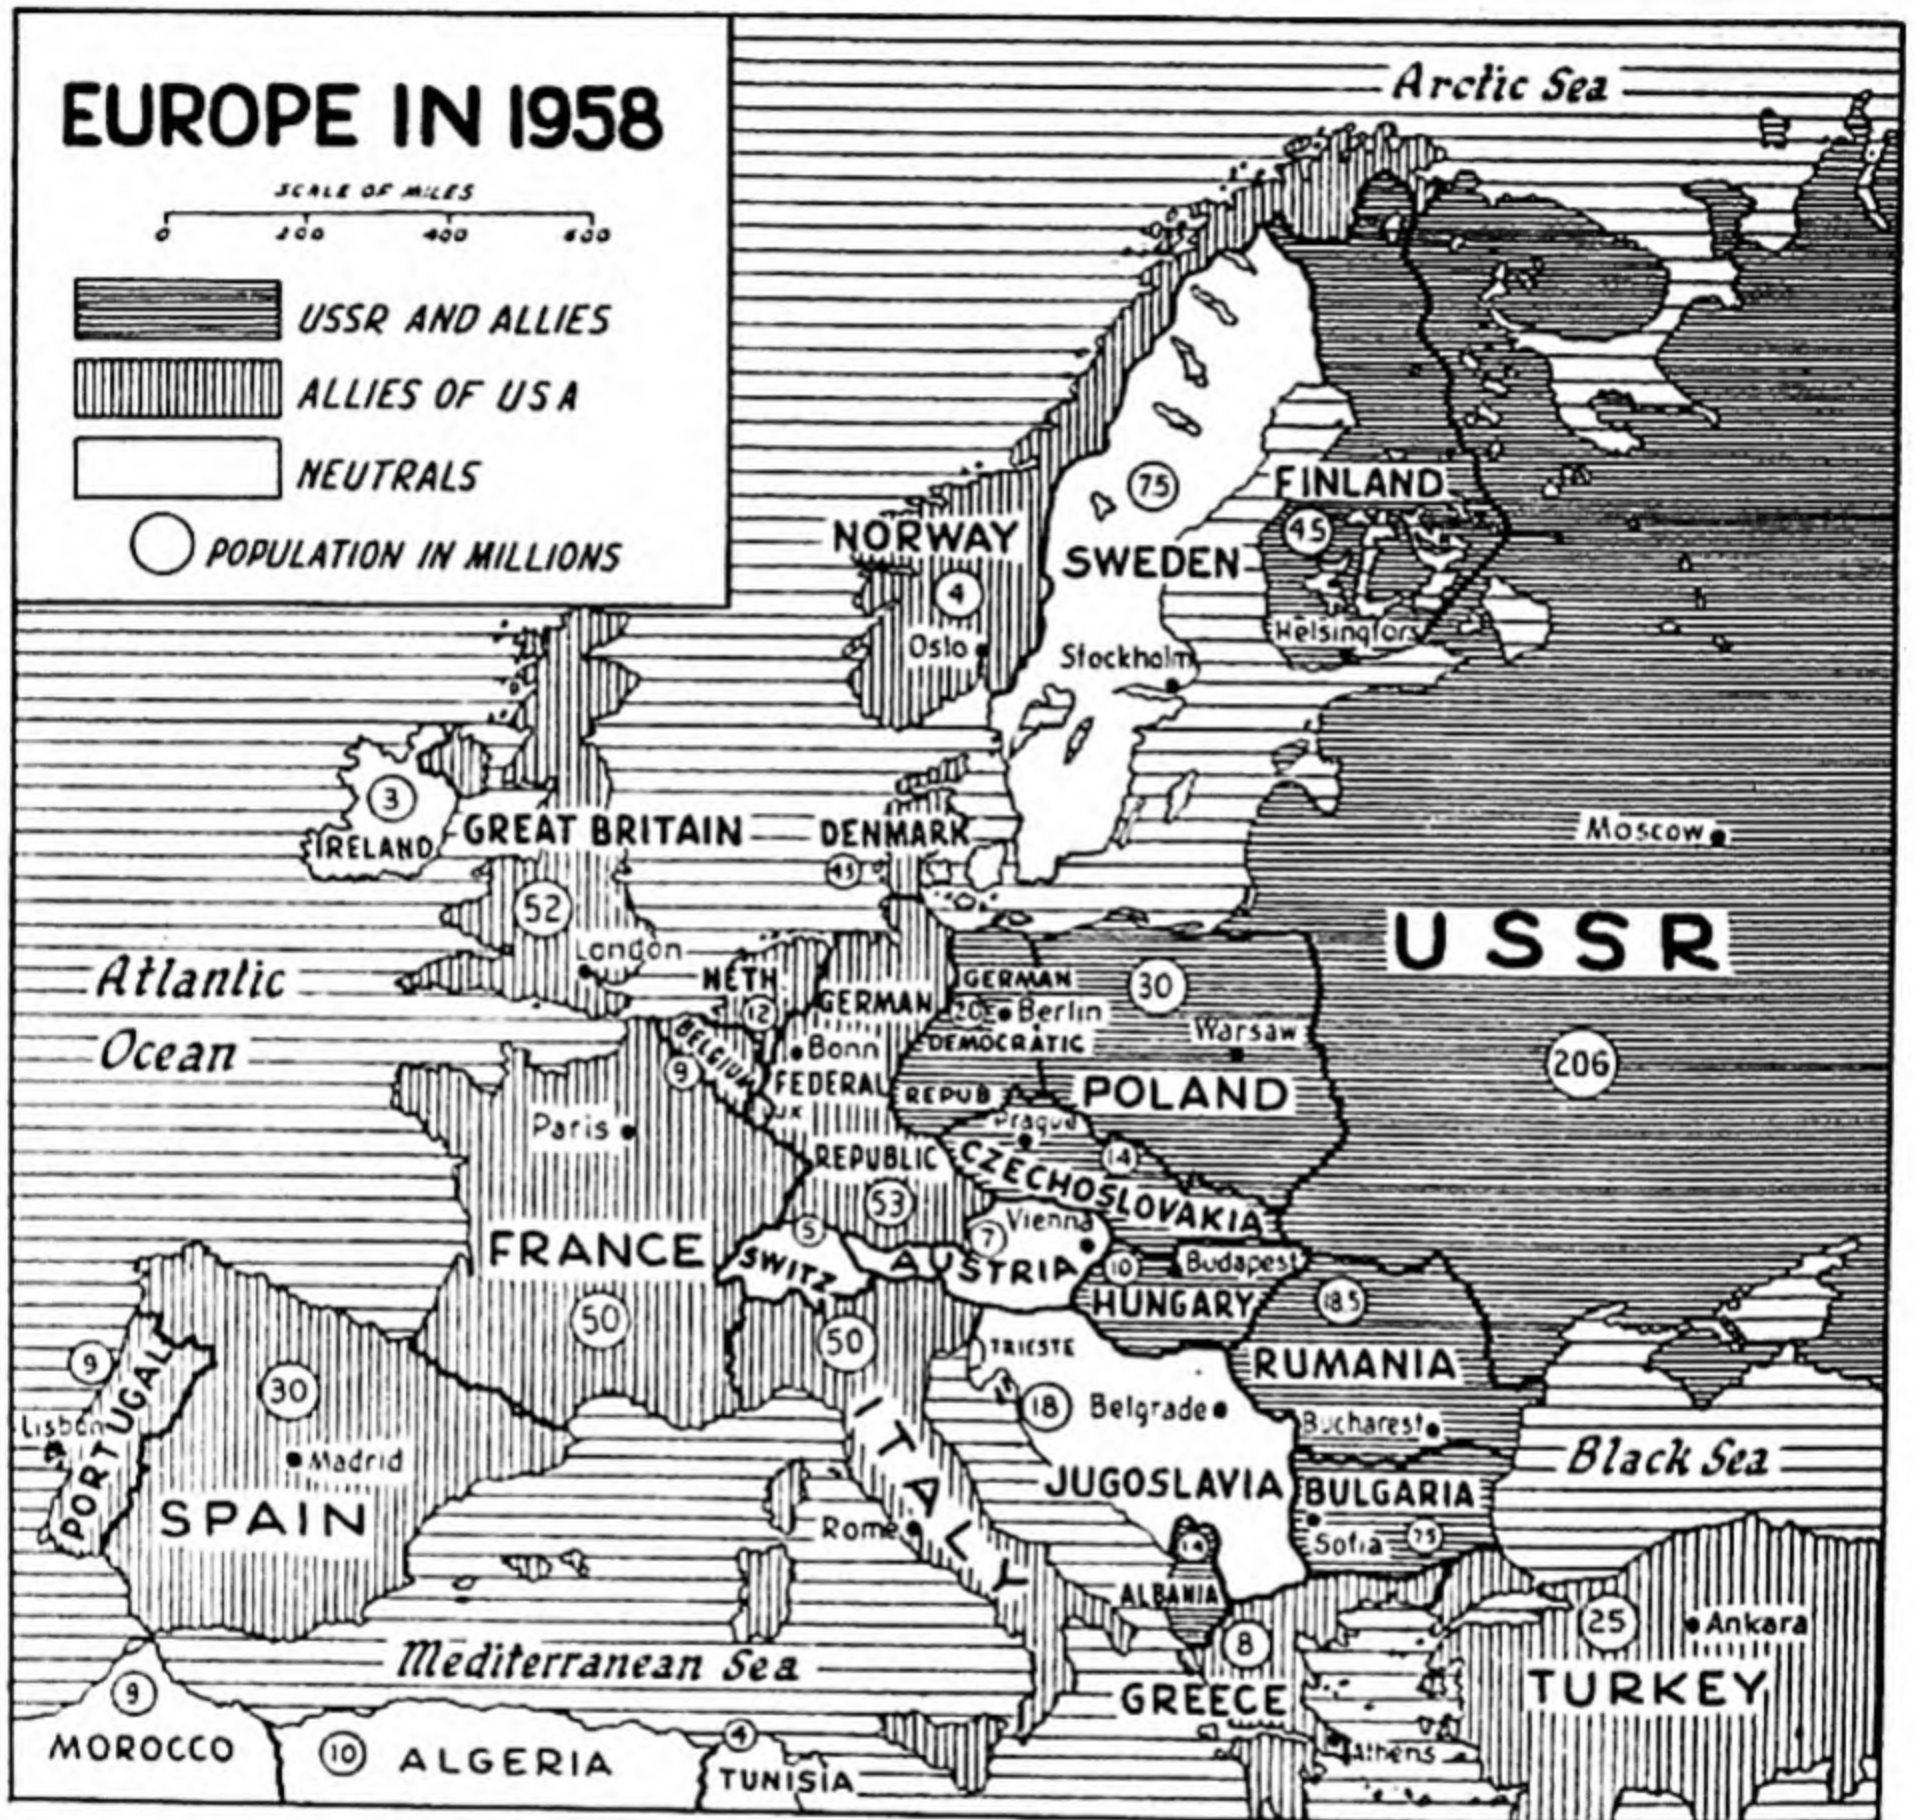 EUROPE IN 1958
SCALE OF MILES
0 200 400 600
USSR AND ALLIES
ALLIES OF USA
NEUTRALS
POPULATION IN MILLIONS
Arctic Sea
FINLAND
45
75
NORWAY
SWEDEN
4
Oslo
Stockholm
Helsingfors
3
IRELAND
GREAT BRITAIN
DENMARK
45
Moscow
52
London
USSR
206
Atlantic
Ocean
NETH
12
BELGIUM
9
GERMAN
Bonn
FEDERAL
REPUBLIC
53
LUX
GERMAN
Berlin
DEMOCRATIC
REPUB
30
Warsaw
POLAND
Paris
FRANCE
50
Prague
14
CZECHOSLOVAKIA
5
SWITZ
7
Vienna
AUSTRIA
10
Budapest
HUNGARY
18.5
RUMANIA
Bucharest
9
Lisbon
PORTUGAL
30
Madrid
SPAIN
50
ITALY
Rome
TRIESTE
18
Belgrade
JUGOSLAVIA
BULGARIA
Sofia
75
Black Sea
14
ALBANIA
8
GREECE
Athens
25
Ankara
TURKEY
Mediterranean Sea
9
MOROCCO
10
ALGERIA
4
TUNISIA